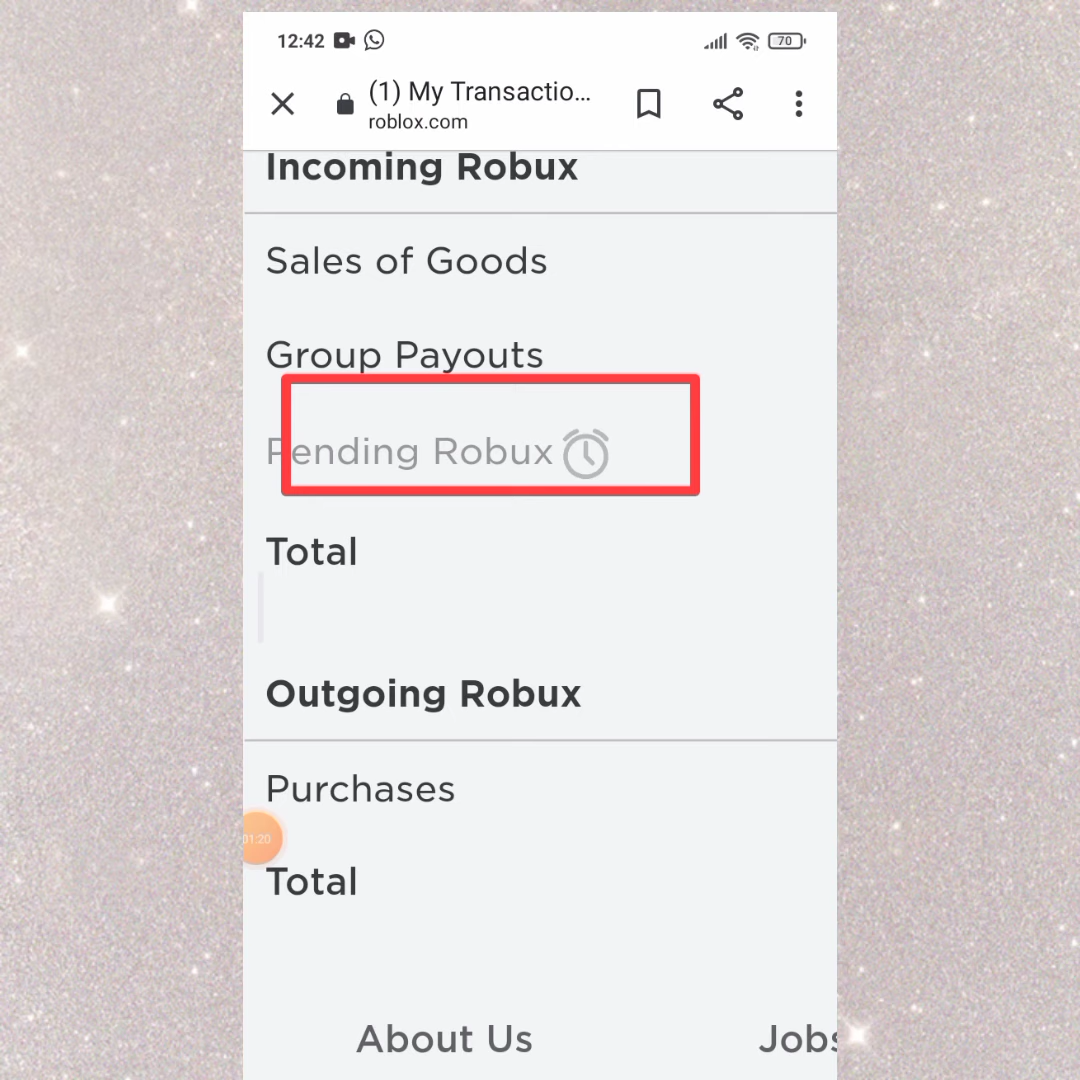 12:42
70
(1) My Transactio...
roblox.com
Incoming Robux
Sales of Goods
Group Payouts
Pending Robux
Total
Outgoing Robux
Purchases
01:20
Total
About Us
Jobs